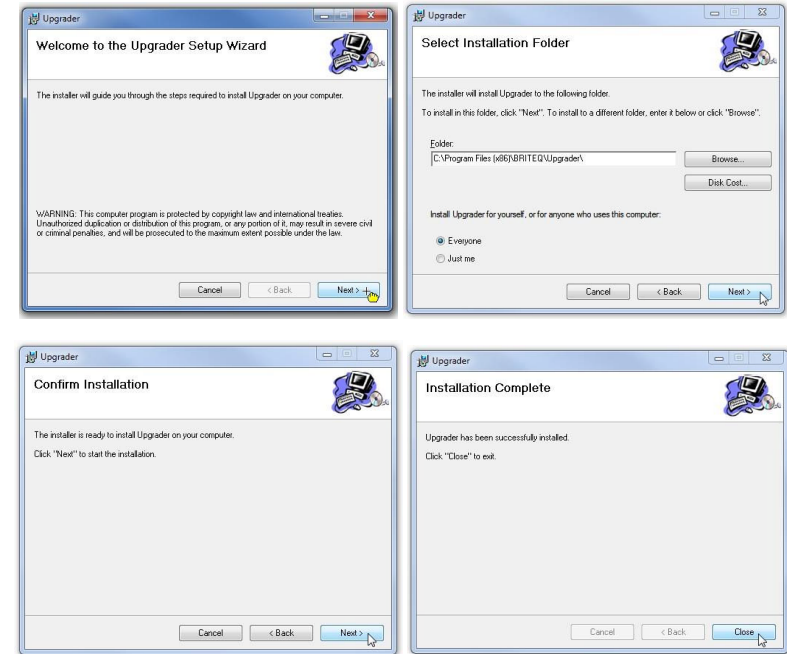 Upgrader
Welcome to the Upgrader Setup Wizard
The installer will guide you through the steps required to install Upgrader on your computer.
WARNING: This computer program is protected by copyright law and international treaties.
Unauthorized duplication or distribution of this program, or any portion of it, may result in severe civil
or criminal penalties, and will be prosecuted to the maximum extent possible under the law.
Cancel
< Back
Next >
Upgrader
Select Installation Folder
The installer will install Upgrader to the following folder.
To install in this folder, click "Next". To install to a different folder, enter it below or click "Browse".
Folder:
C:\Program Files (x86)\BRITEQ\Upgrader\
Browse...
Disk Cost...
Install Upgrader for yourself, or for anyone who uses this computer:
Everyone
Just me
Cancel
< Back
Next >
Upgrader
Confirm Installation
The installer is ready to install Upgrader on your computer.
Click "Next" to start the installation.
Cancel
< Back
Next >
Upgrader
Installation Complete
Upgrader has been successfully installed.
Click "Close" to exit.
Cancel
< Back
Close